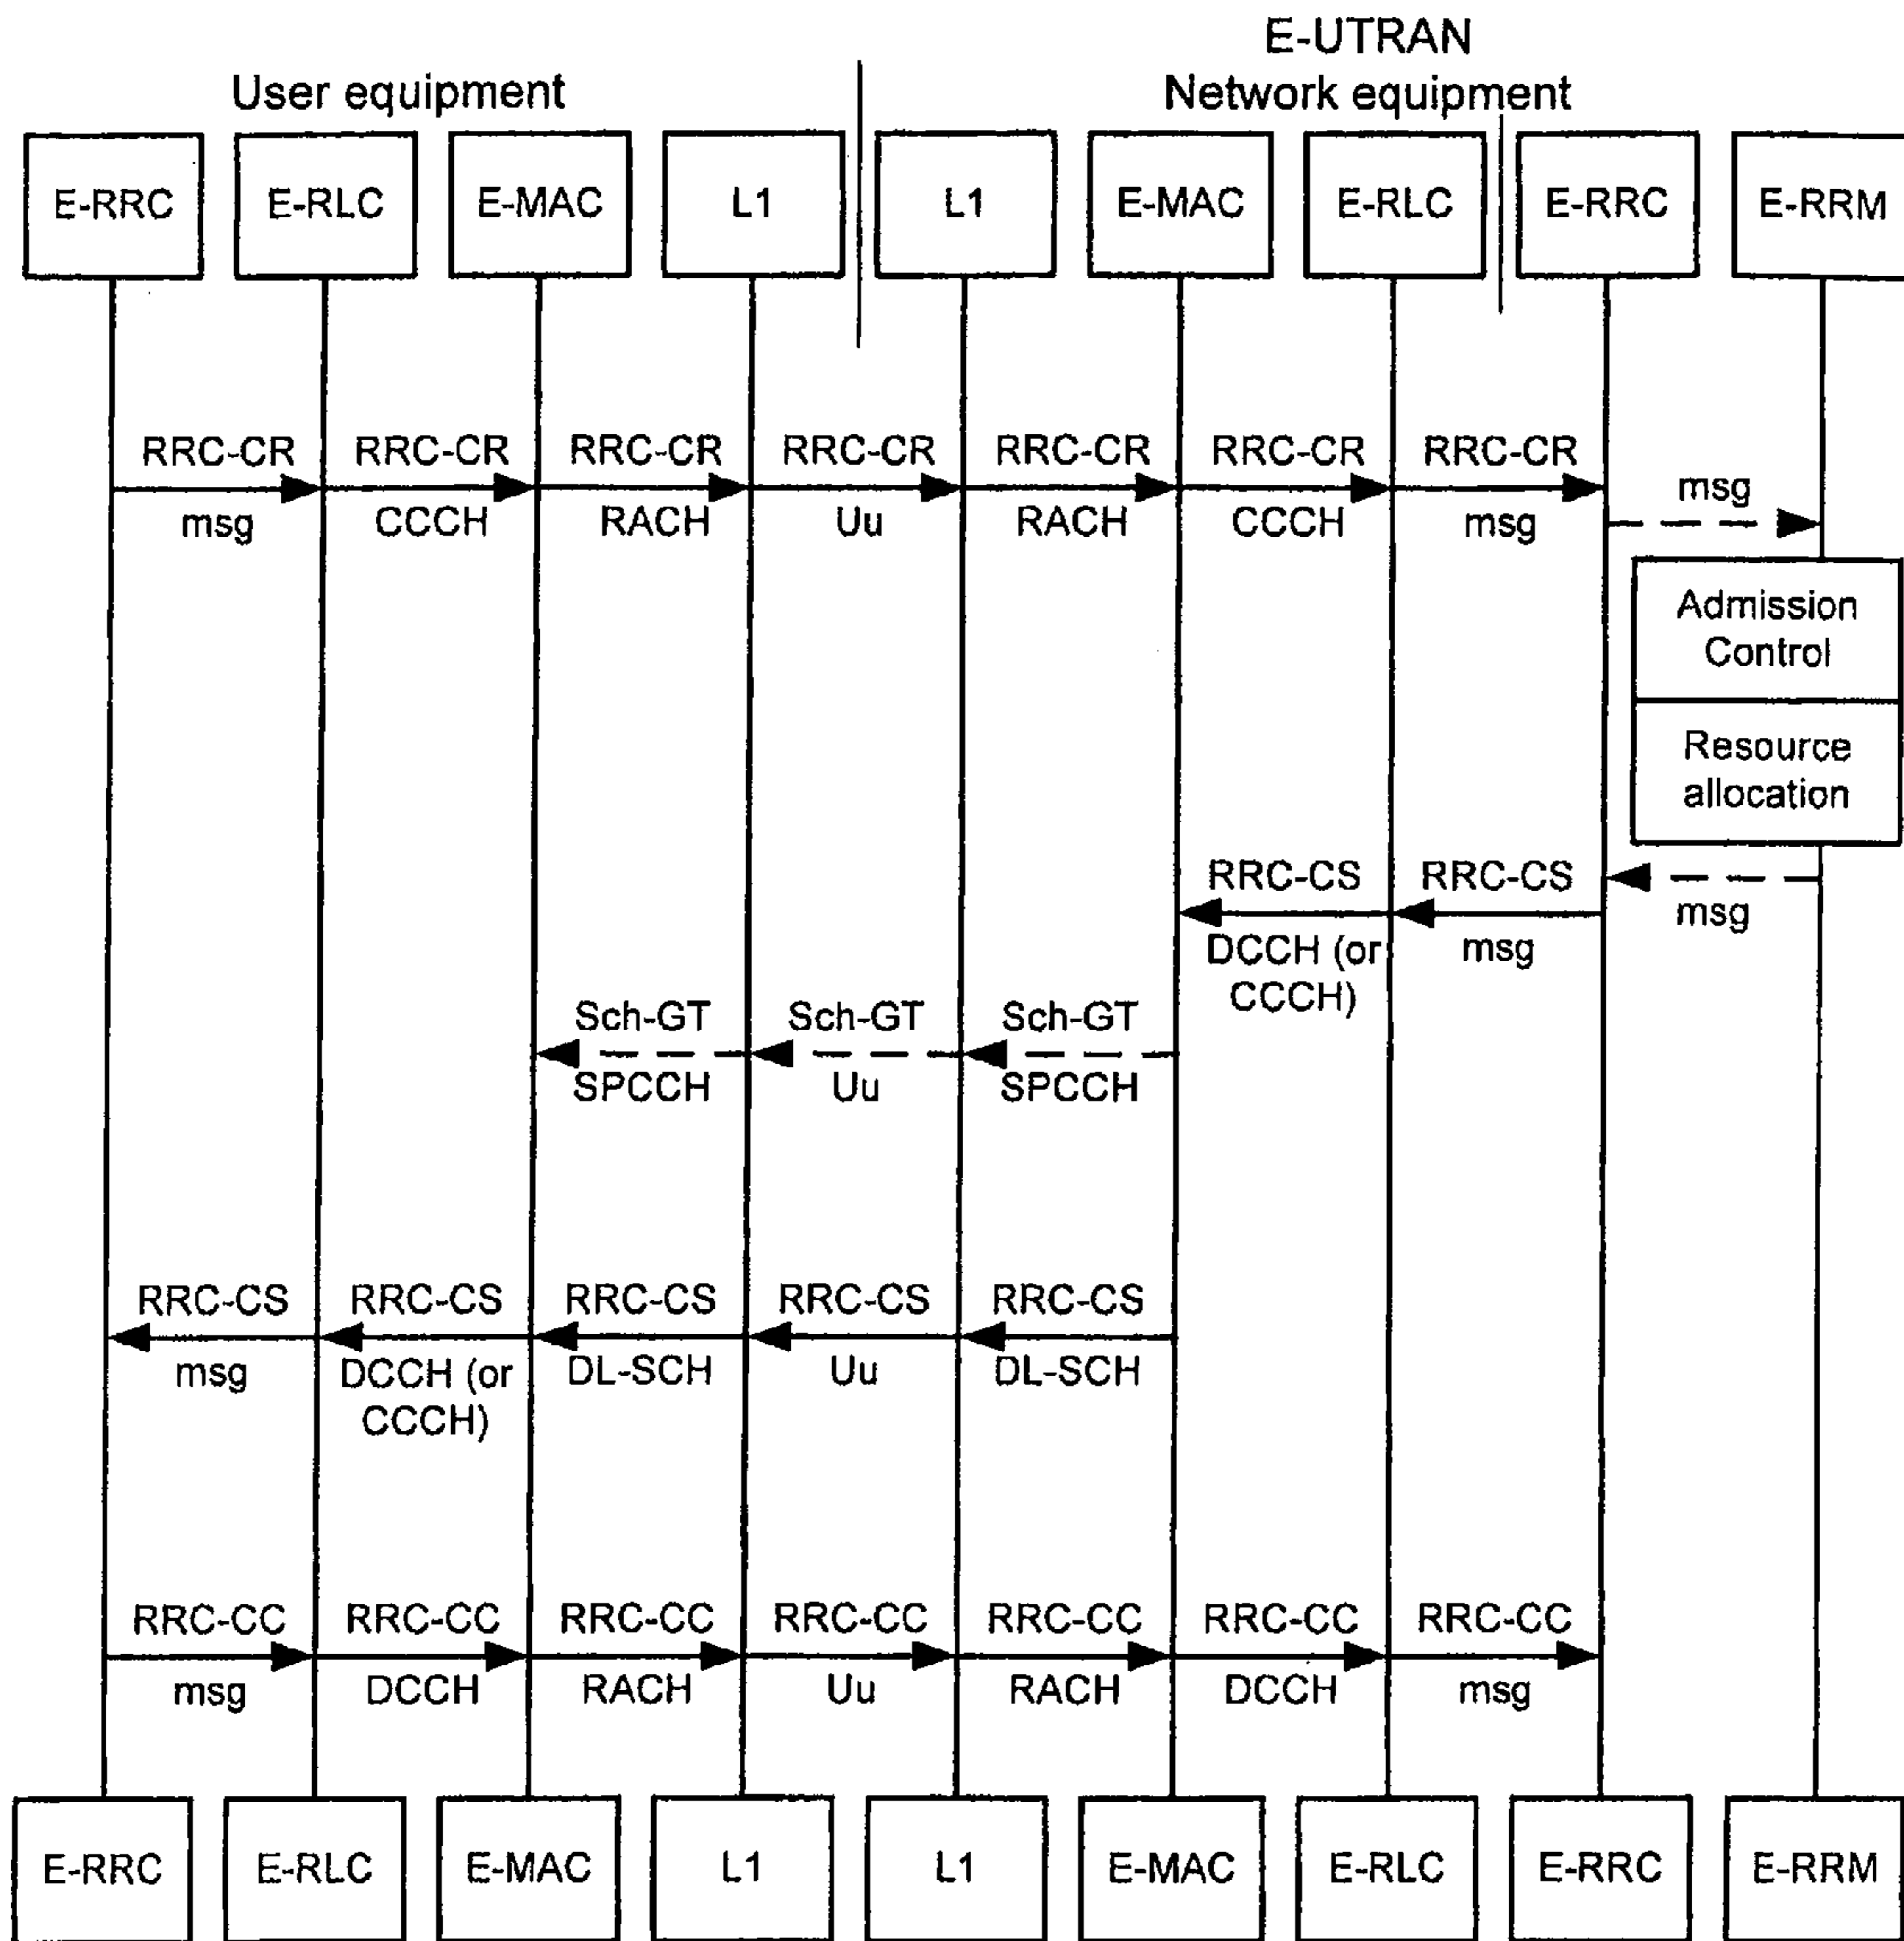 E-UTRAN
User equipment
Network equipment
E-RRC E-RLC E-MAC L1 L1 E-MAC E-RLC E-RRC E-RRM
RRC-CR RRC-CR RRC-CR RRC-CR RRC-CR RRC-CR RRC-CR
msg
msg CCCH RACH Uu RACH CCCH msg
Admission
Control
Resource
allocation
RRC-CS RRC-CS
msg
DCCH (or
CCCH)
msg
Sch-GT Sch-GT Sch-GT
SPCCH Uu SPCCH
RRC-CS RRC-CS RRC-CS RRC-CS RRC-CS
msg DCCH (or DL-SCH Uu DL-SCH
CCCH)
RRC-CC RRC-CC RRC-CC RRC-CC RRC-CC RRC-CC RRC-CC
msg DCCH RACH Uu RACH DCCH msg
E-RRC E-RLC E-MAC L1 L1 E-MAC E-RLC E-RRC E-RRM